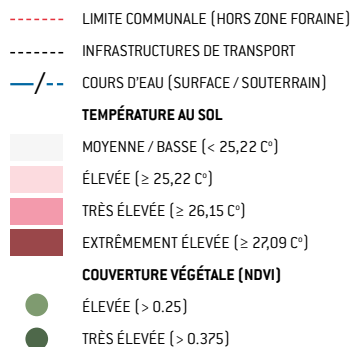 LIMITE COMMUNALE (HORS ZONE FORAINE)
INFRASTRUCTURES DE TRANSPORT
COURS D'EAU (SURFACE / SOUTERRAIN)
TEMPÉRATURE AU SOL
MOYENNE / BASSE (< 25,22 C°)
ÉLEVÉE (≥ 25,22 C°)
TRÈS ÉLEVÉE (≥ 26,15 C°)
EXTRÊMEMENT ÉLEVÉE (≥ 27,09 C°)
COUVERTURE VÉGÉTALE (NDVI)
ÉLEVÉE (> 0.25)
TRÈS ÉLEVÉE (> 0.375)